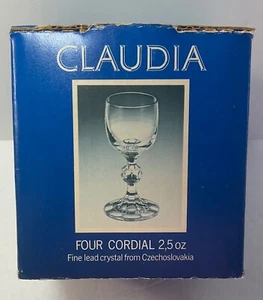 CLAUDIA
FOUR CORDIAL 2,5 oz
Fine lead crystal from Czechoslovakia